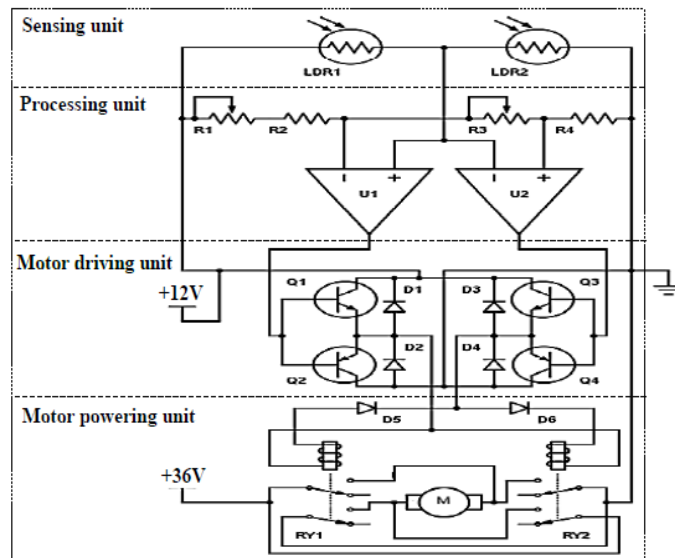 Sensing unit
LDR1
LDR2
Processing unit
R1
R2
R3
R4
- +
- +
U1
U2
Motor driving unit
+12V
Q1
D1
D3
Q3
Q2
D2
D4
Q4
Motor powering unit
D5
D6
+36V
M
RY1
RY2